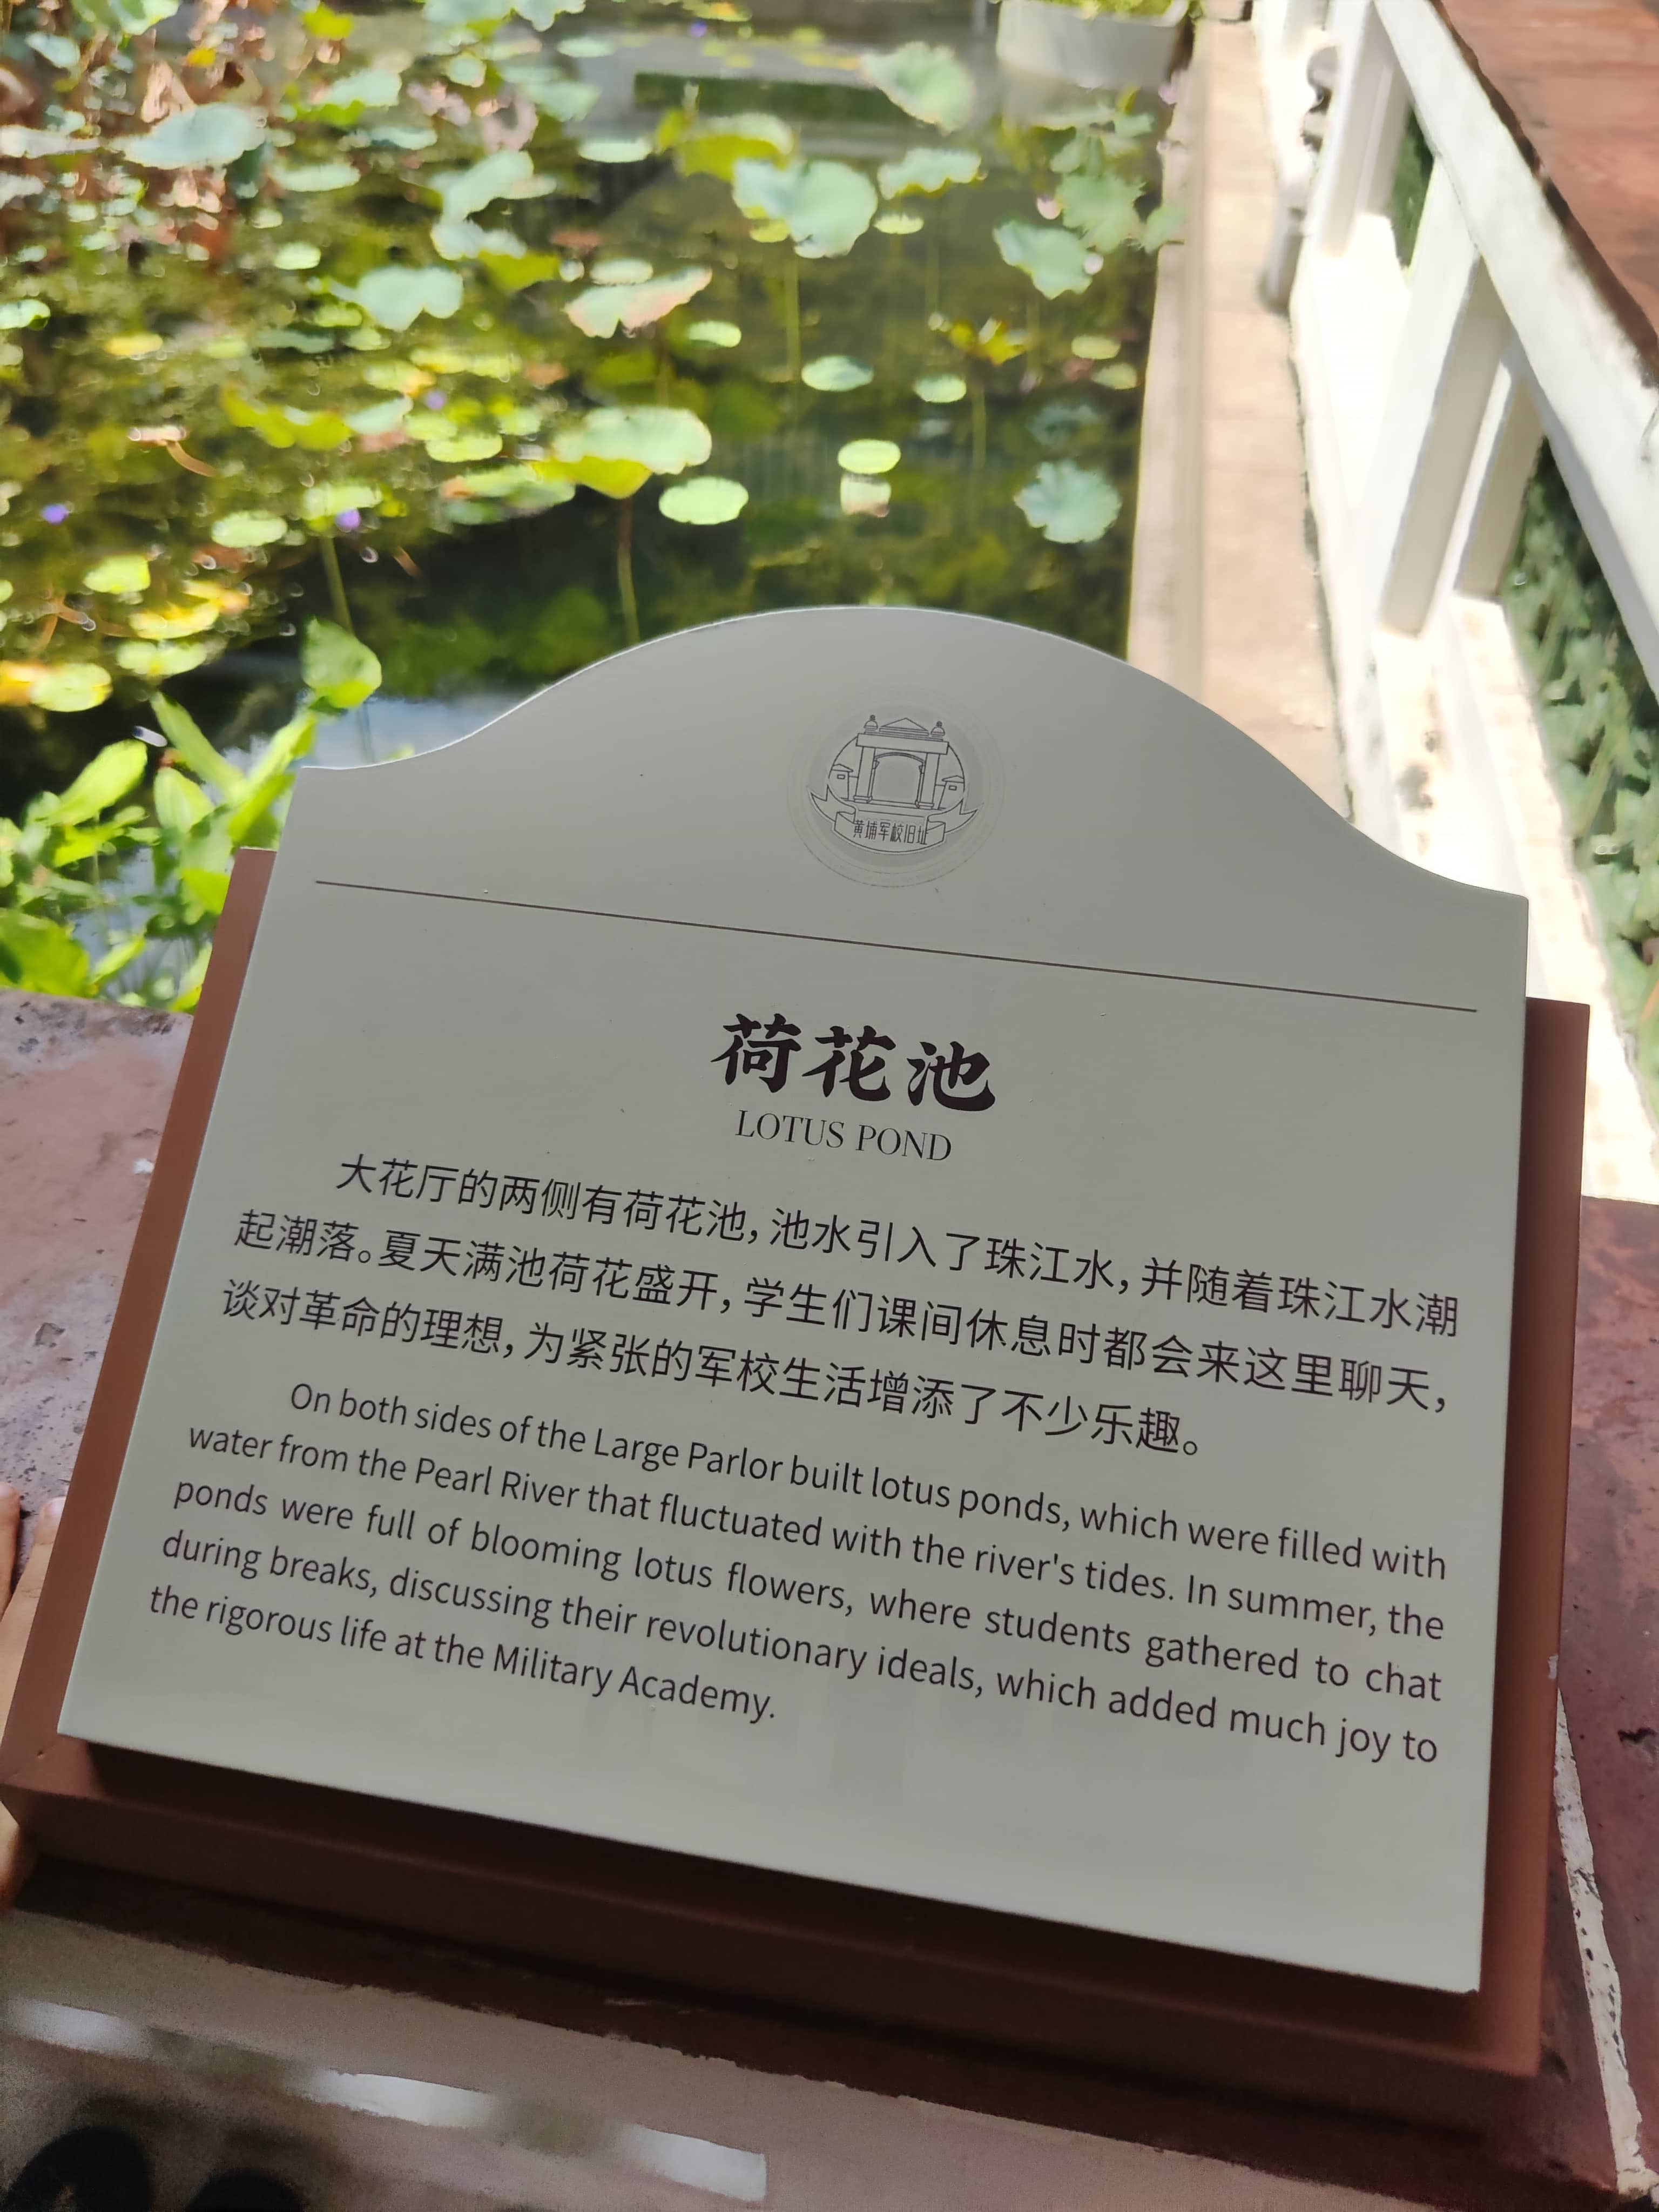 黄埔军校旧址
荷花池
LOTUS POND
大花厅的两侧有荷花池，池水引入了珠江水，并随着珠江水潮
起潮落。夏天满池荷花盛开，学生们课间休息时都会来这里聊天，
谈对革命的理想，为紧张的军校生活增添了不少乐趣。
On both sides of the Large Parlor built lotus ponds, which were filled with
water from the Pearl River that fluctuated with the river's tides. In summer, the
ponds were full of blooming lotus flowers, where students gathered to chat
during breaks, discussing their revolutionary ideals, which added much joy to
the rigorous life at the Military Academy.